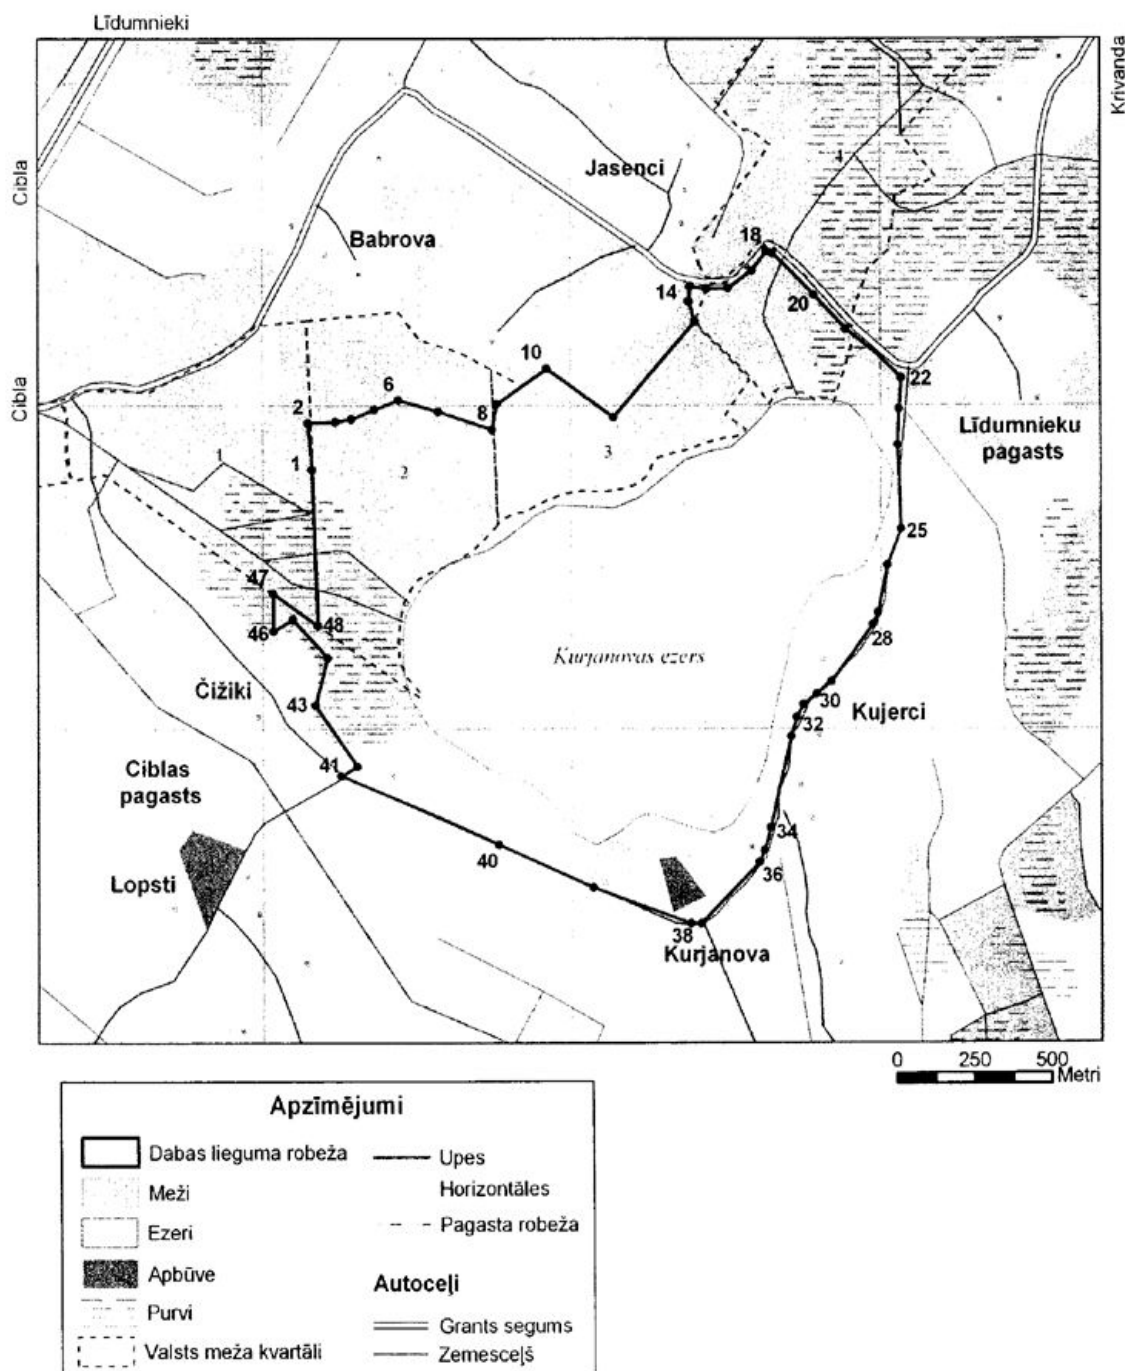 Līdumnieki
Krivanda
Cibla
Jasenci
Babrova
18
14
20
10
22
Cibla
6
2
8
Līdumnieku
pagasts
1
1
2
3
25
47
48
46
28
Kurjanovas ezers
Čižiki
30
43
32
Kujerci
41
Ciblas
pagasts
34
40
36
Lopsti
38
Kurjanova
0 250 500
Metri
Apzīmējumi
Dabas lieguma robeža
Meži
Ezeri
Apbūve
Purvi
Valsts meža kvartāli
Upes
Horizontāles
Pagasta robeža
Autoceļi
Grants segums
Zemesceļš